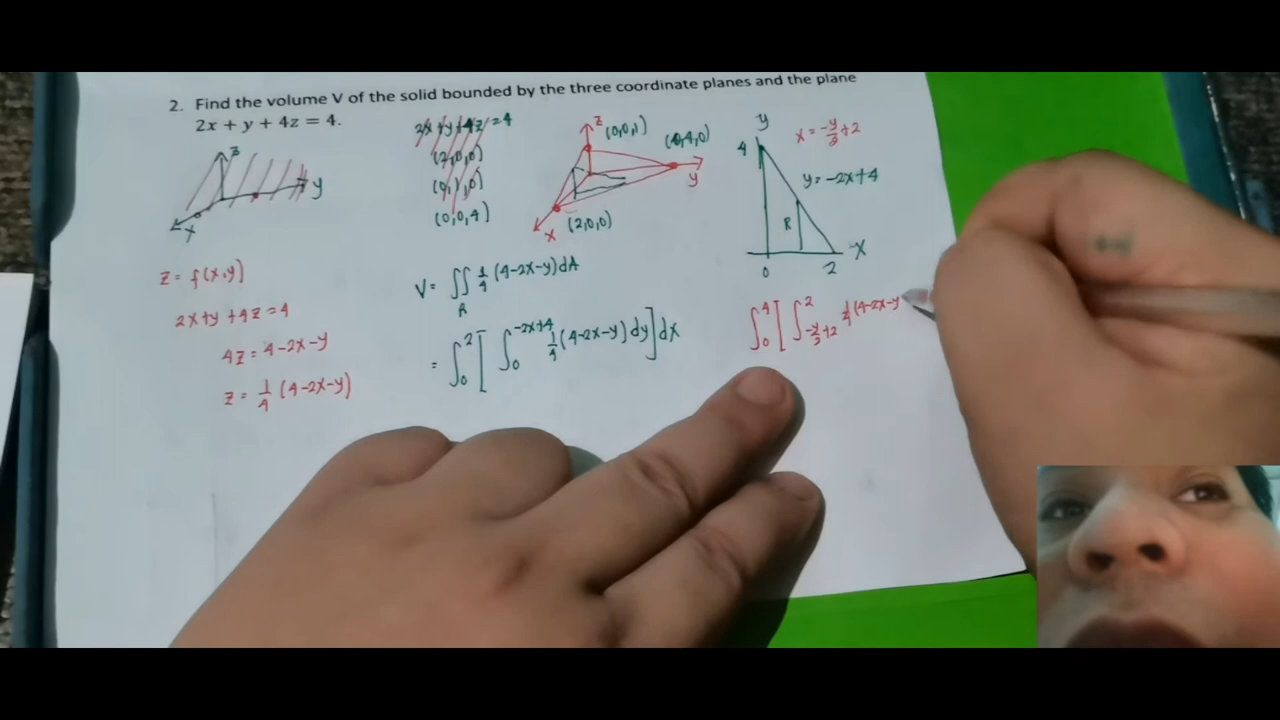 2. Find the volume V of the solid bounded by the three coordinate planes and the plane
2x + y + 4z = 4.
z
y
x
2x+y+4z=4
(2,0,0)
(0,1,0)
(0,0,4)
z
(0,0,1)
(0,4,0)
y
x
(2,0,0)
y
4
x = -y/2 + 2
y = -2x+4
R
0
2
x
z = f(x,y)
2x+y+4z=4
4z = 4-2x-y
z = 1/4 (4-2x-y)
V = ∬R 1/4 (4-2x-y) dA
= ∫0^2 [ ∫0^-2x+4 1/4 (4-2x-y) dy ] dx
∫0^4 [ ∫-y/2+2^2 1/4 (4-2x-y